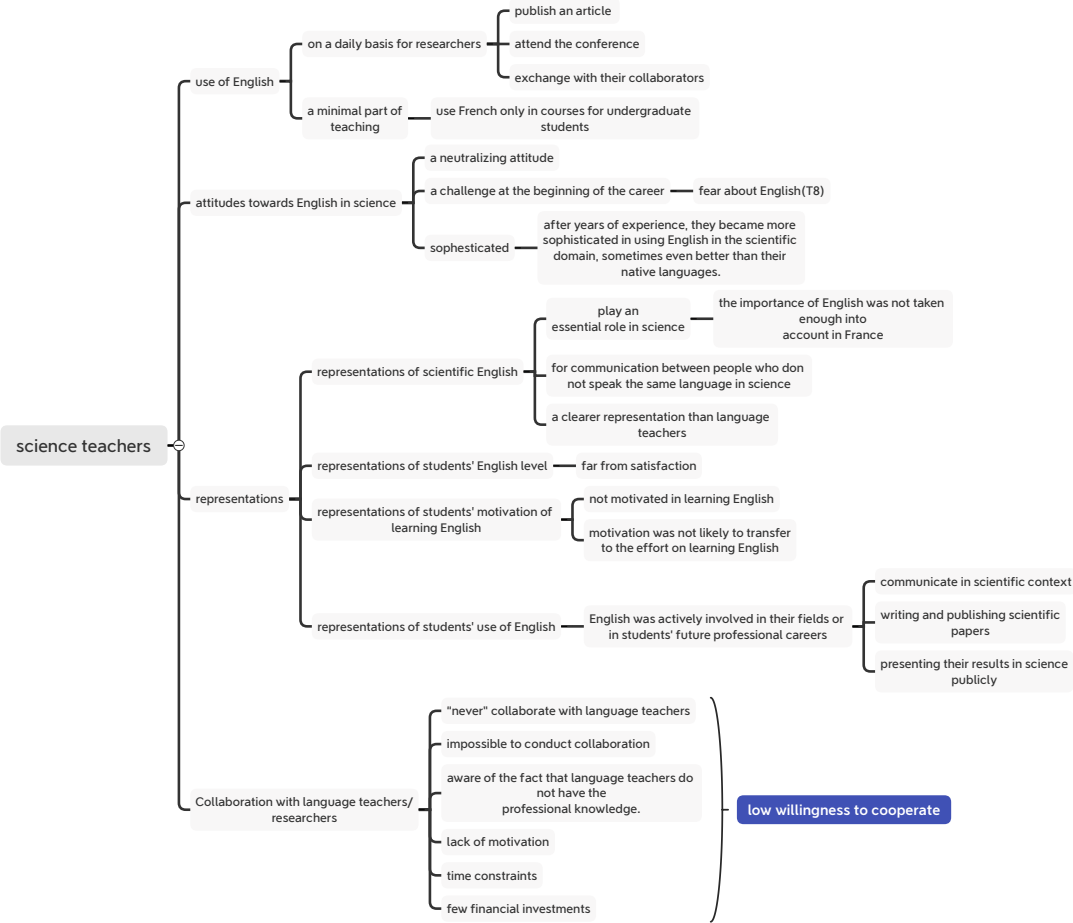 science teachers
use of English
on a daily basis for researchers
publish an article
attend the conference
exchange with their collaborators
a minimal part of
teaching
use French only in courses for undergraduate
students
attitudes towards English in science
a neutralizing attitude
a challenge at the beginning of the career
fear about English(T8)
sophesticated
after years of experience, they became more
sophisticated in using English in the scientific
domain, sometimes even better than their
native languages.
representations
representations of scientific English
play an
essential role in science
the importance of English was not taken
enough into
account in France
for communication between people who don
not speak the same language in science
a clearer representation than language
teachers
representations of students' English level
far from satisfaction
representations of students' motivation of
learning English
not motivated in learning English
motivation was not likely to transfer
to the effort on learning English
representations of students' use of English
English was actively involved in their fields or
in students' future professional careers
communicate in scientific context
writing and publishing scientific
papers
presenting their results in science
publicly
Collaboration with language teachers/
researchers
"never" collaborate with language teachers
impossible to conduct collaboration
aware of the fact that language teachers do
not have the
professional knowledge.
lack of motivation
time constraints
few financial investments
low willingness to cooperate